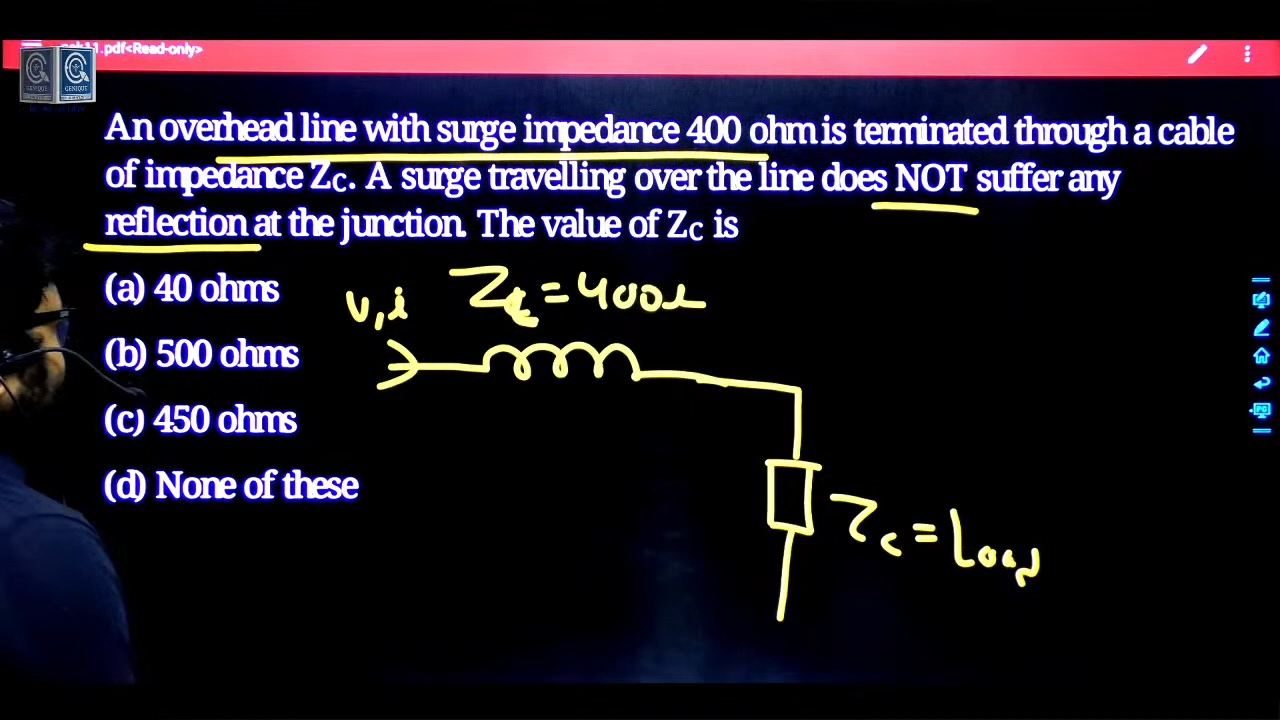 .pdf<Read-only>
GENIQUE GENIQUE
An overhead line with surge impedance 400 ohm is terminated through a cable
of impedance ZC. A surge travelling over the line does NOT suffer any
reflection at the junction. The value of ZC is
(a) 40 ohms
(b) 500 ohms
(c) 450 ohms
(d) None of these
v, i
= 400Ω
Zc = Load